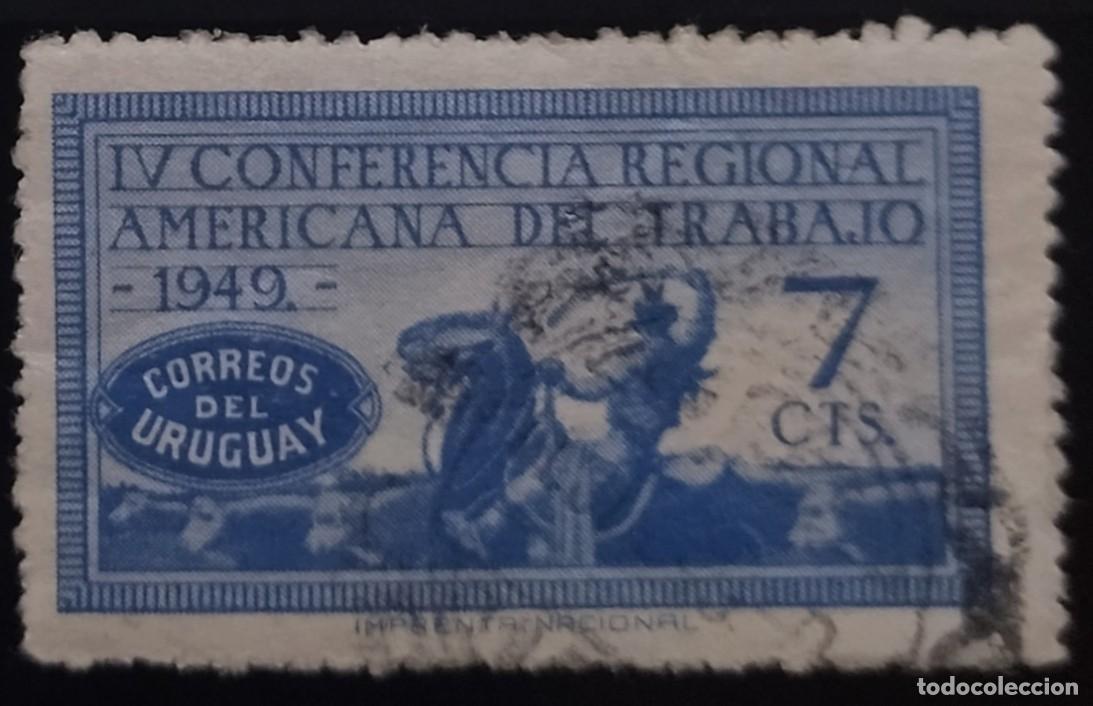 IV CONFERENCIA REGIONAL
AMERICANA DEL TRABAJO
- 1949. -
7
CTS.
CORREOS
DEL
URUGUAY
IMPRENTA NACIONAL
todocoleccion